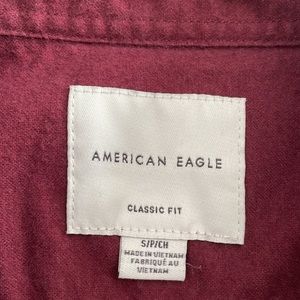 AMERICAN EAGLE
CLASSIC FIT
S/P/CH
MADE IN VIETNAM
FABRIQUÉ AU
VIETNAM